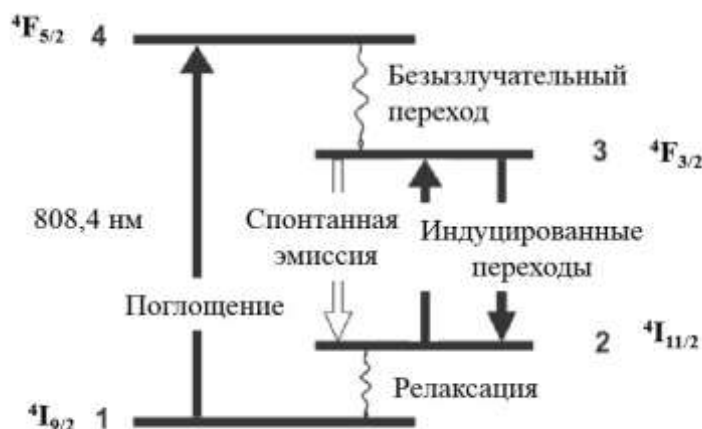 ⁴F5/2 4
Безызлучательный
переход
3 ⁴F3/2
808,4 нм
Спонтанная
эмиссия
Индуцированные
переходы
Поглощение
2 ⁴I11/2
Релаксация
⁴I9/2 1